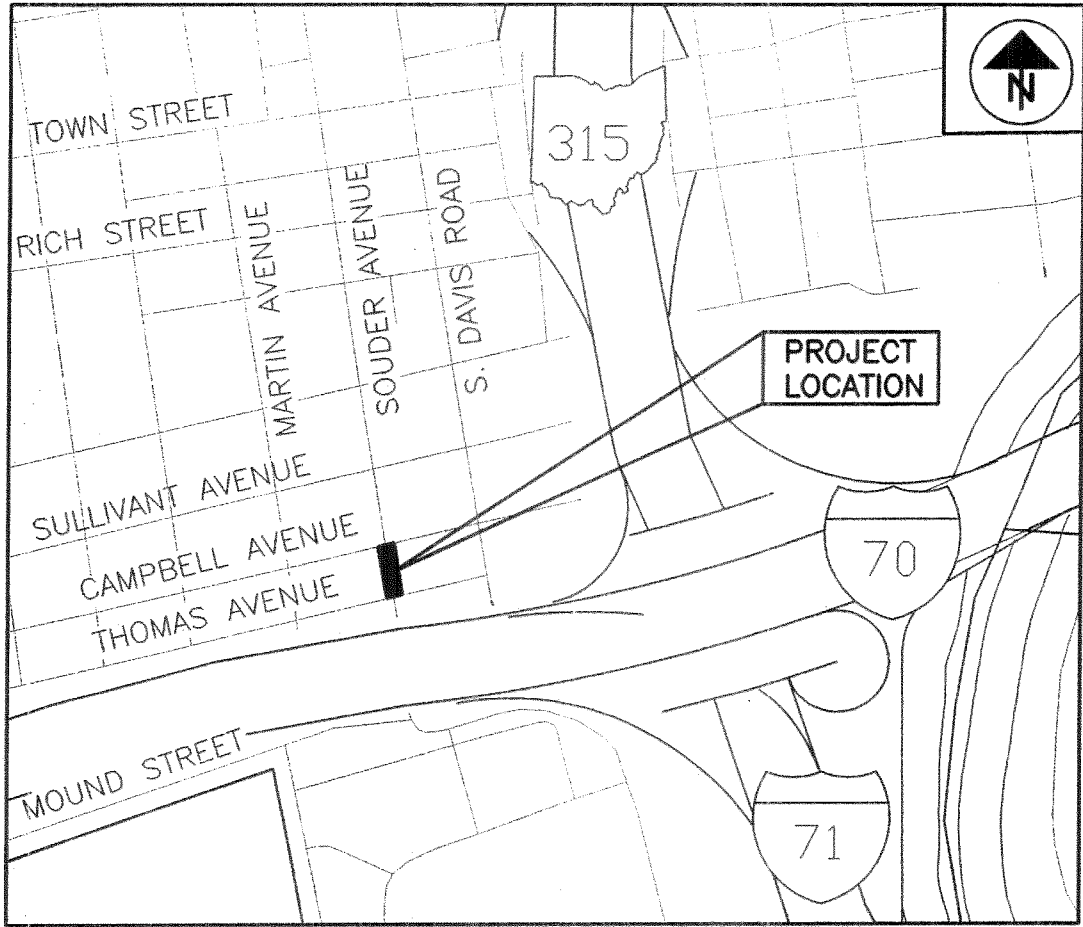 N
TOWN STREET
315
RICH STREET
MARTIN AVENUE
SOUDER AVENUE
S. DAVIS ROAD
PROJECT
LOCATION
SULLIVANT AVENUE
CAMPBELL AVENUE
THOMAS AVENUE
70
MOUND STREET
71